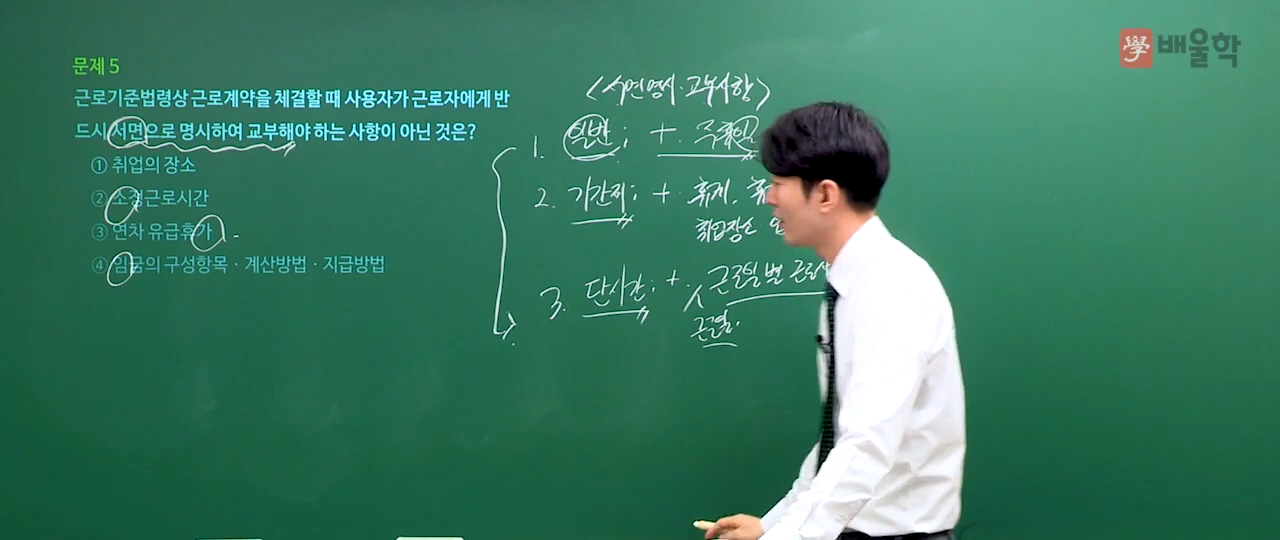 學 배울학
문제 5
근로기준법령상 근로계약을 체결할 때 사용자가 근로자에게 반
드시 서면으로 명시하여 교부해야 하는 사항이 아닌 것은?
① 취업의 장소
② 소정근로시간
③ 연차 유급휴가
④ 임금의 구성항목 · 계산방법 · 지급방법
<서면명시·교부사항>
1. 일반; +. 주휴일
2. 기간제; +. 휴게,
취업장소
3. 단시간; +. 근로일 별 근로
근로일.